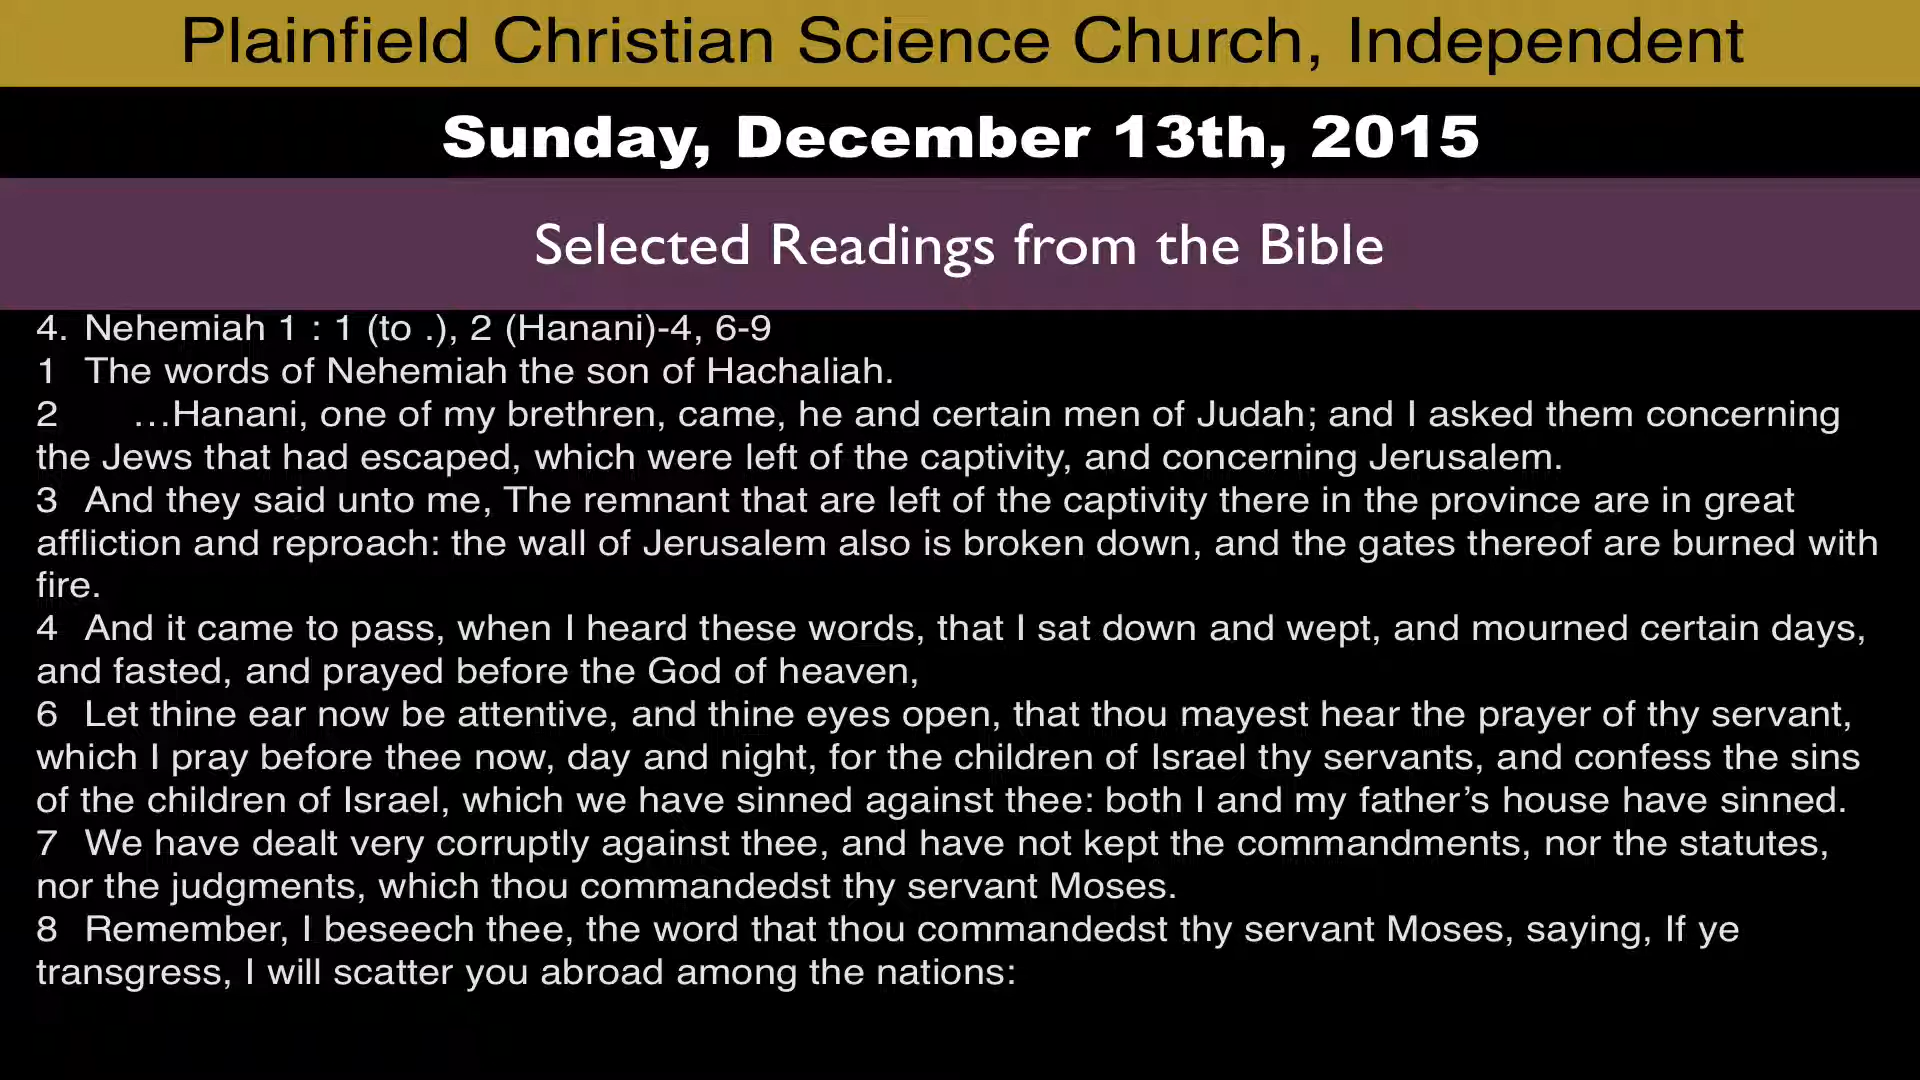 Plainfield Christian Science Church, Independent
Sunday, December 13th, 2015
Selected Readings from the Bible
4. Nehemiah 1 : 1 (to .), 2 (Hanani)-4, 6-9
1 The words of Nehemiah the son of Hachaliah.
2 …Hanani, one of my brethren, came, he and certain men of Judah; and I asked them concerning
the Jews that had escaped, which were left of the captivity, and concerning Jerusalem.
3 And they said unto me, The remnant that are left of the captivity there in the province are in great
affliction and reproach: the wall of Jerusalem also is broken down, and the gates thereof are burned with
fire.
4 And it came to pass, when I heard these words, that I sat down and wept, and mourned certain days,
and fasted, and prayed before the God of heaven,
6 Let thine ear now be attentive, and thine eyes open, that thou mayest hear the prayer of thy servant,
which I pray before thee now, day and night, for the children of Israel thy servants, and confess the sins
of the children of Israel, which we have sinned against thee: both I and my father’s house have sinned.
7 We have dealt very corruptly against thee, and have not kept the commandments, nor the statutes,
nor the judgments, which thou commandedst thy servant Moses.
8 Remember, I beseech thee, the word that thou commandedst thy servant Moses, saying, If ye
transgress, I will scatter you abroad among the nations: